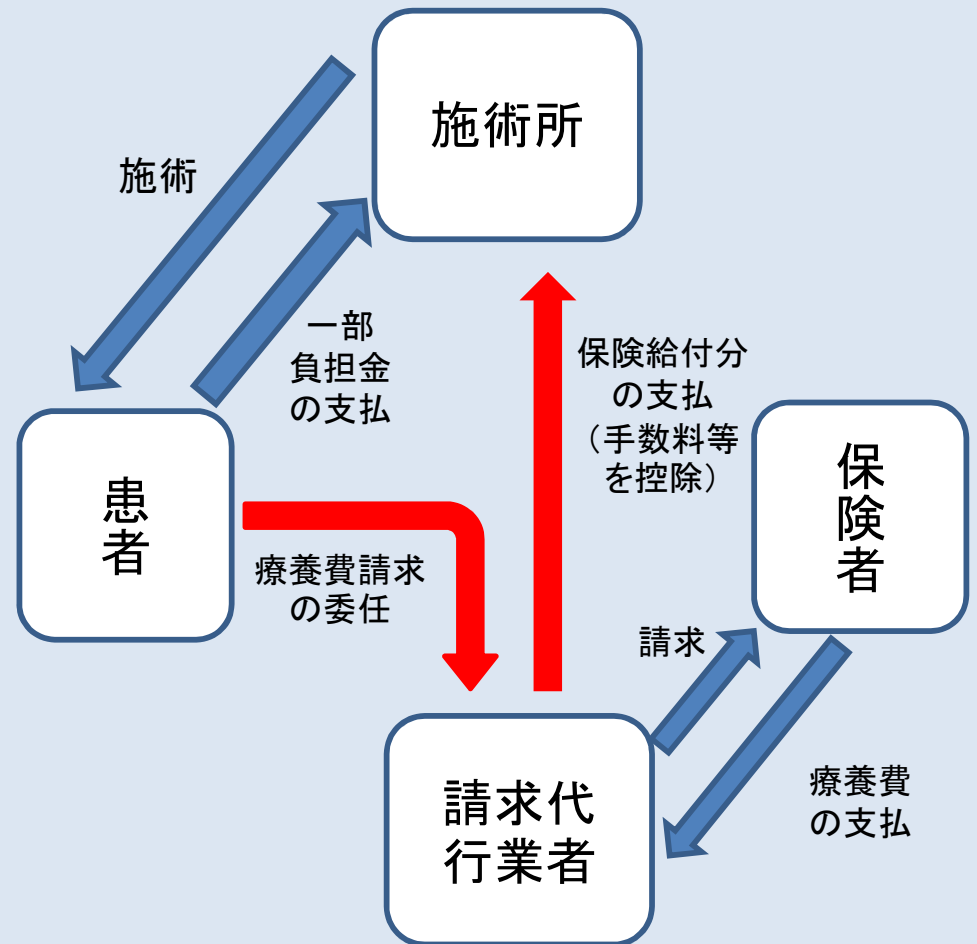 施術所
施術
一部
負担金
の支払
保険給付分
の支払
（手数料等
を控除）
患者
保険者
療養費請求
の委任
請求
請求代
行業者
療養費
の支払